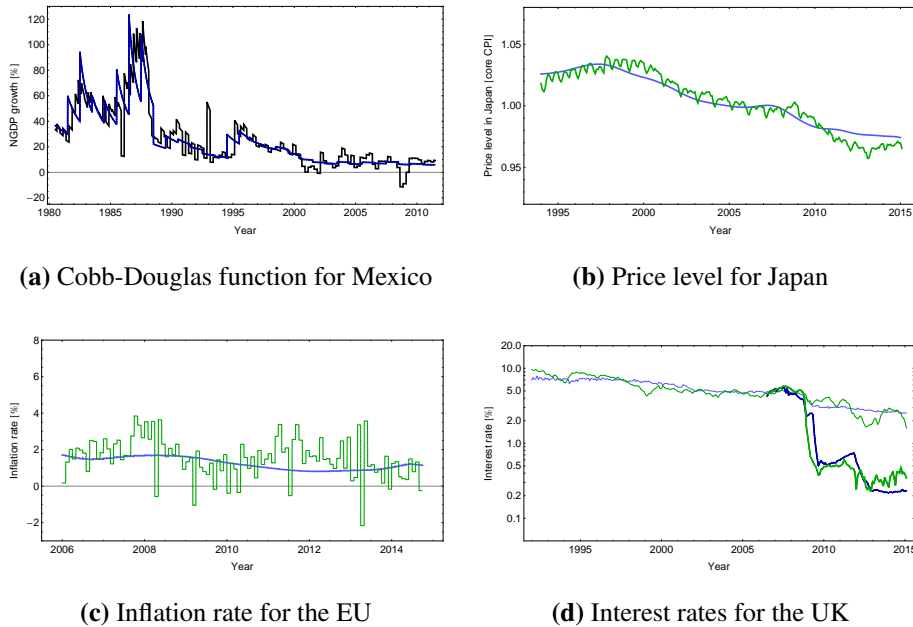 120
100
80
60
40
20
0
−20
NGDP growth [%]
1980 1985 1990 1995 2000 2005 2010
Year
(a) Cobb-Douglas function for Mexico
1.05
1.00
0.95
Price level in Japan [core CPI]
1995 2000 2005 2010 2015
Year
(b) Price level for Japan
8
6
4
2
0
−2
Inflation rate [%]
2006 2008 2010 2012 2014
Year
(c) Inflation rate for the EU
20.0
10.0
5.0
2.0
1.0
0.5
0.2
0.1
Interest rate [%]
1995 2000 2005 2010 2015
Year
(d) Interest rates for the UK